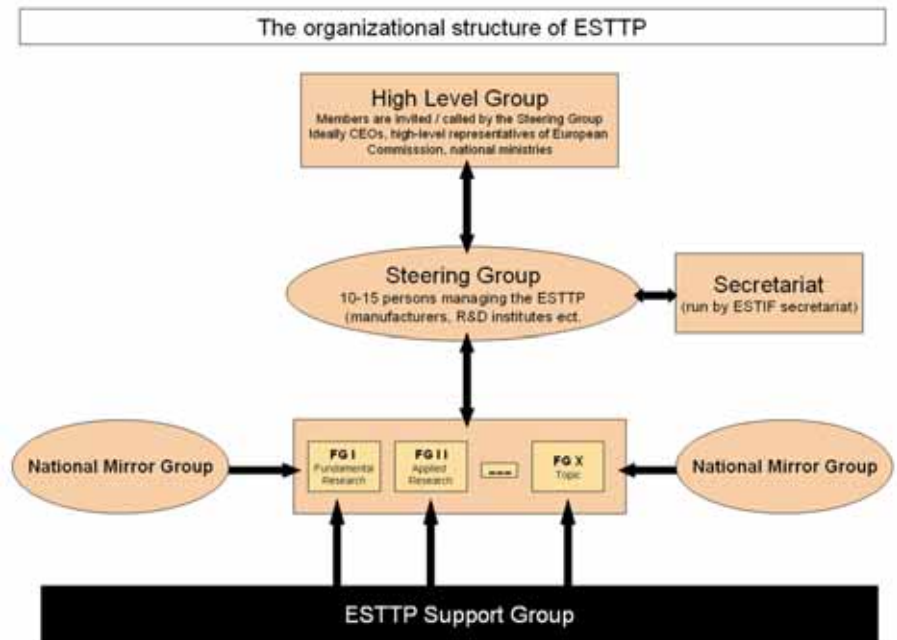 The organizational structure of ESTTP
High Level Group
Members are invited / called by the Steering Group
Ideally CEOs, high-level representatives of European
Commisssion, national ministries
Steering Group
10-15 persons managing the ESTTP
(manufacturers, R&D institutes ect.
Secretariat
(run by ESTIF secretariat)
National Mirror Group
FG I
Fundamental
Research
FG I I
Applied
Research
---
FG X
Topic
National Mirror Group
ESTTP Support Group